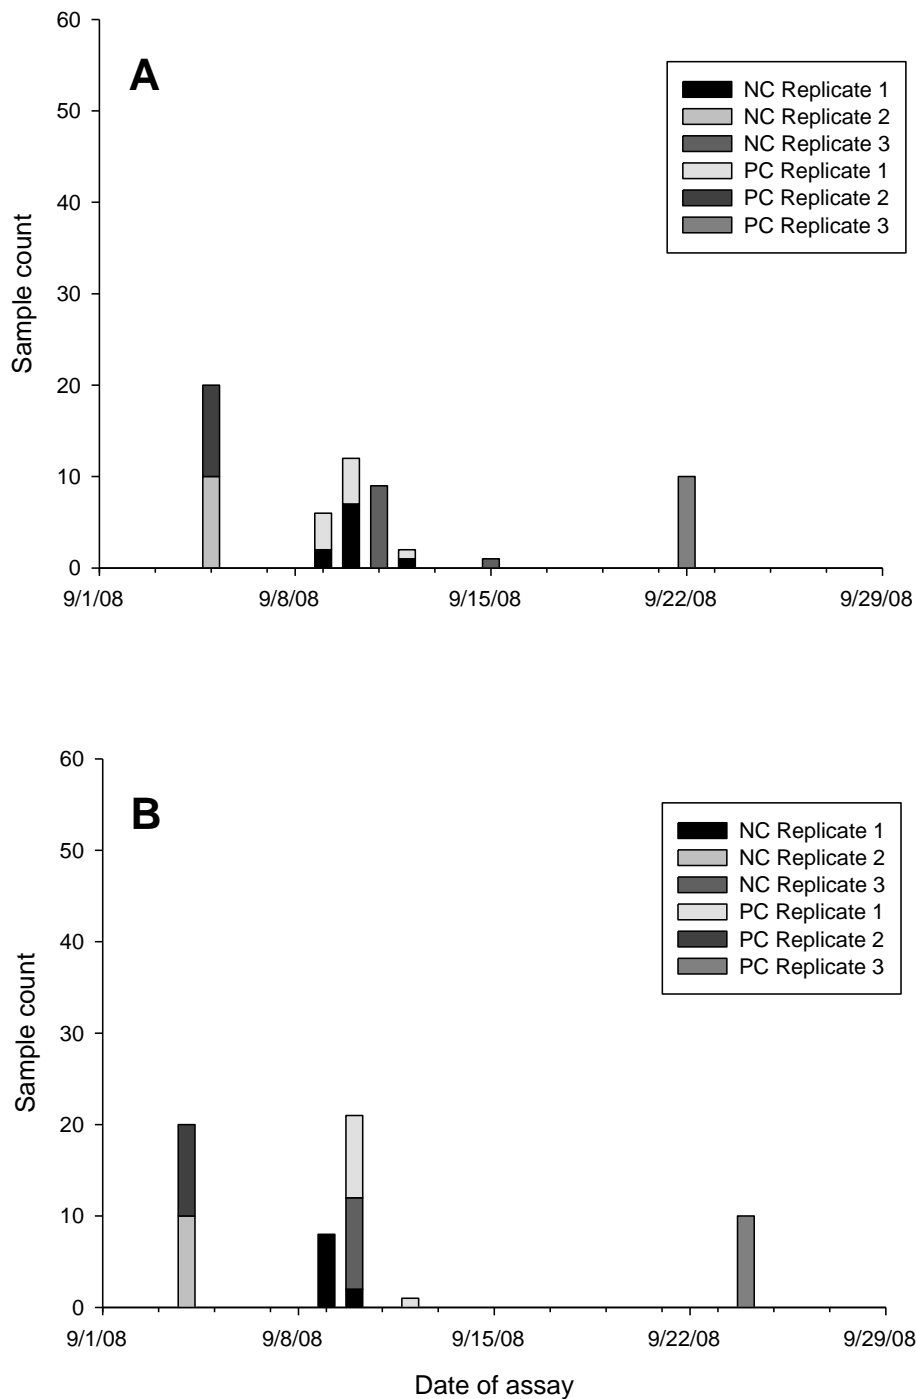 60
50
40
30
20
10
0
Sample count
A
NC Replicate 1
NC Replicate 2
NC Replicate 3
PC Replicate 1
PC Replicate 2
PC Replicate 3
9/1/08 9/8/08 9/15/08 9/22/08 9/29/08
60
50
40
30
20
10
0
Sample count
B
NC Replicate 1
NC Replicate 2
NC Replicate 3
PC Replicate 1
PC Replicate 2
PC Replicate 3
9/1/08 9/8/08 9/15/08 9/22/08 9/29/08
Date of assay